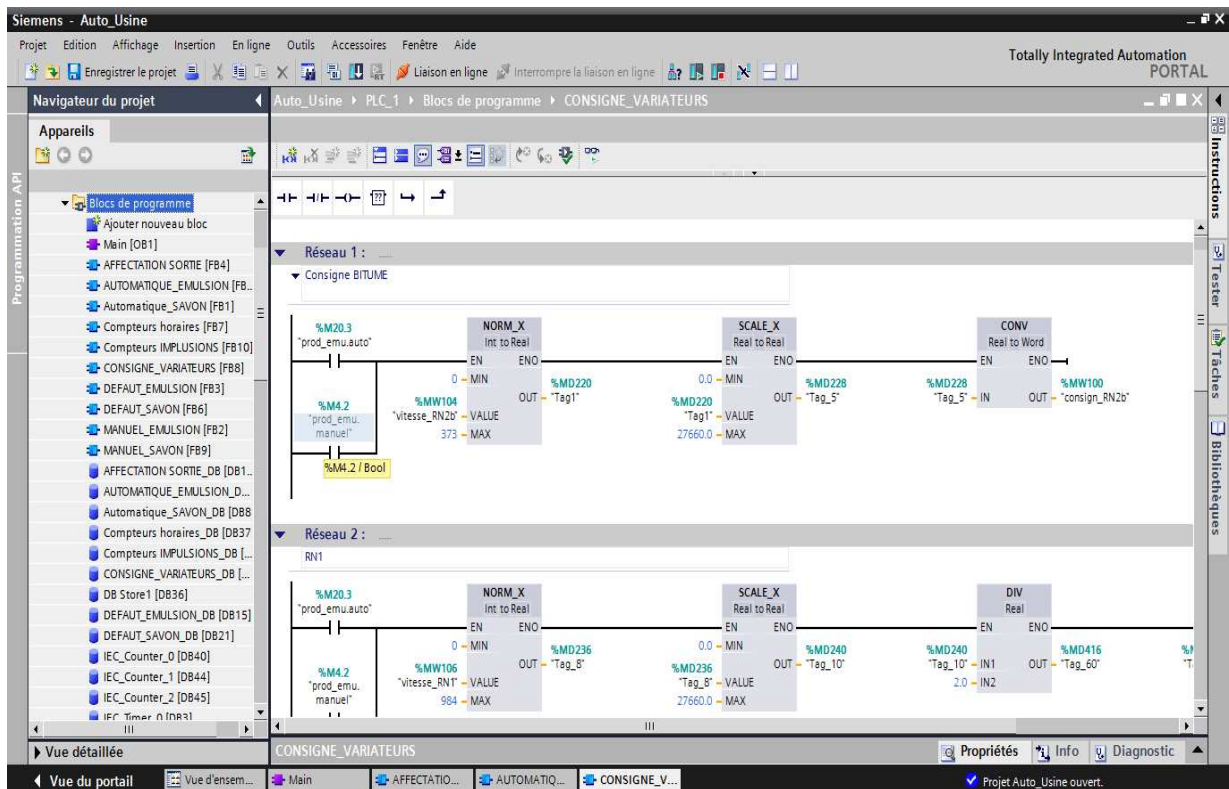 Siemens - Auto_Usine
Projet Edition Affichage Insertion En ligne Outils Accessoires Fenêtre Aide
Totally Integrated Automation
PORTAL
Enregistrer le projet
Liaison en ligne
Interrompre la liaison en ligne
Navigateur du projet
Auto_Usine ▸ PLC_1 ▸ Blocs de programme ▸ CONSIGNE_VARIATEURS
Appareils
Programmation API
Blocs de programme
Ajouter nouveau bloc
Main [OB1]
AFFECTATION SORTIE [FB4]
AUTOMATIQUE_EMULSION [FB...
Automatique_SAVON [FB1]
Compteurs horaires [FB7]
Compteurs IMPLUSIONS [FB10]
CONSIGNE_VARIATEURS [FB8]
DEFAUT_EMULSION [FB3]
DEFAUT_SAVON [FB6]
MANUEL_EMULSION [FB2]
MANUEL_SAVON [FB9]
AFFECTATION SORTIE_DB [DB1...
AUTOMATIQUE_EMULSION_D...
Automatique_SAVON_DB [DB8
Compteurs horaires_DB [DB37
Compteurs IMPULSIONS_DB [...
CONSIGNE_VARIATEURS_DB [...
DB Store1 [DB36]
DEFAUT_EMULSION_DB [DB15]
DEFAUT_SAVON_DB [DB21]
IEC_Counter_0 [DB40]
IEC_Counter_1 [DB44]
IEC_Counter_2 [DB45]
IEC_Timer_0 [DB3]
Vue détaillée
Réseau 1 : .....
Consigne BITUME
%M20.3
"prod_emu.auto"
%M4.2
"prod_emu.
manuel"
%M4.2 / Bool
NORM_X
Int to Real
EN ENO
0 MIN
%MD220
OUT "Tag1"
%MW104
"vitesse_RN2b" VALUE
373 MAX
SCALE_X
Real to Real
EN ENO
0.0 MIN
%MD228
OUT "Tag_5"
%MD220
"Tag1" VALUE
27660.0 MAX
CONV
Real to Word
EN ENO
%MD228
"Tag_5" IN
%MW100
OUT "consign_RN2b"
Réseau 2 : .....
RN1
%M20.3
"prod_emu.auto"
%M4.2
"prod_emu.
manuel"
NORM_X
Int to Real
EN ENO
0 MIN
%MD236
OUT "Tag_8"
%MW106
"vitesse_RN1" VALUE
984 MAX
SCALE_X
Real to Real
EN ENO
0.0 MIN
%MD240
OUT "Tag_10"
%MD236
"Tag_8" VALUE
27660.0 MAX
DIV
Real
EN ENO
%MD240
"Tag_10" IN1
2.0 IN2
%MD416
OUT "Tag_60"
Instructions
Tester
Tâches
Bibliothèques
CONSIGNE_VARIATEURS
Propriétés Info Diagnostic
Vue du portail
Vue d'ensem...
Main
AFFECTATIO...
AUTOMATIQ...
CONSIGNE_V...
Projet Auto_Usine ouvert.